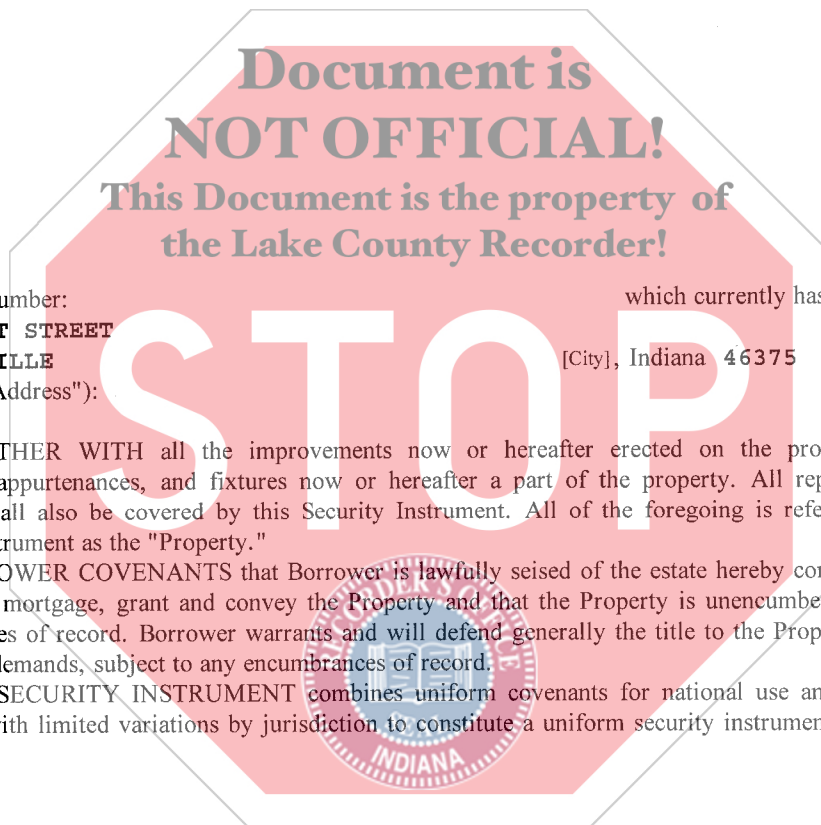 Document is
NOT OFFICIAL!
This Document is the property of
the Lake County Recorder!
STOP
umber: which currently has
T STREET
ILLE [City], Indiana 46375
Address"):
THER WITH all the improvements now or hereafter erected on the pro
appurtenances, and fixtures now or hereafter a part of the property. All rep
all also be covered by this Security Instrument. All of the foregoing is refe
trument as the "Property."
OWER COVENANTS that Borrower is lawfully seised of the estate hereby con
mortgage, grant and convey the Property and that the Property is unencumbe
es of record. Borrower warrants and will defend generally the title to the Prop
lemands, subject to any encumbrances of record.
SECURITY INSTRUMENT combines uniform covenants for national use an
ith limited variations by jurisdiction to constitute a uniform security instrumen
RECORDER'S OFFICE
INDIANA